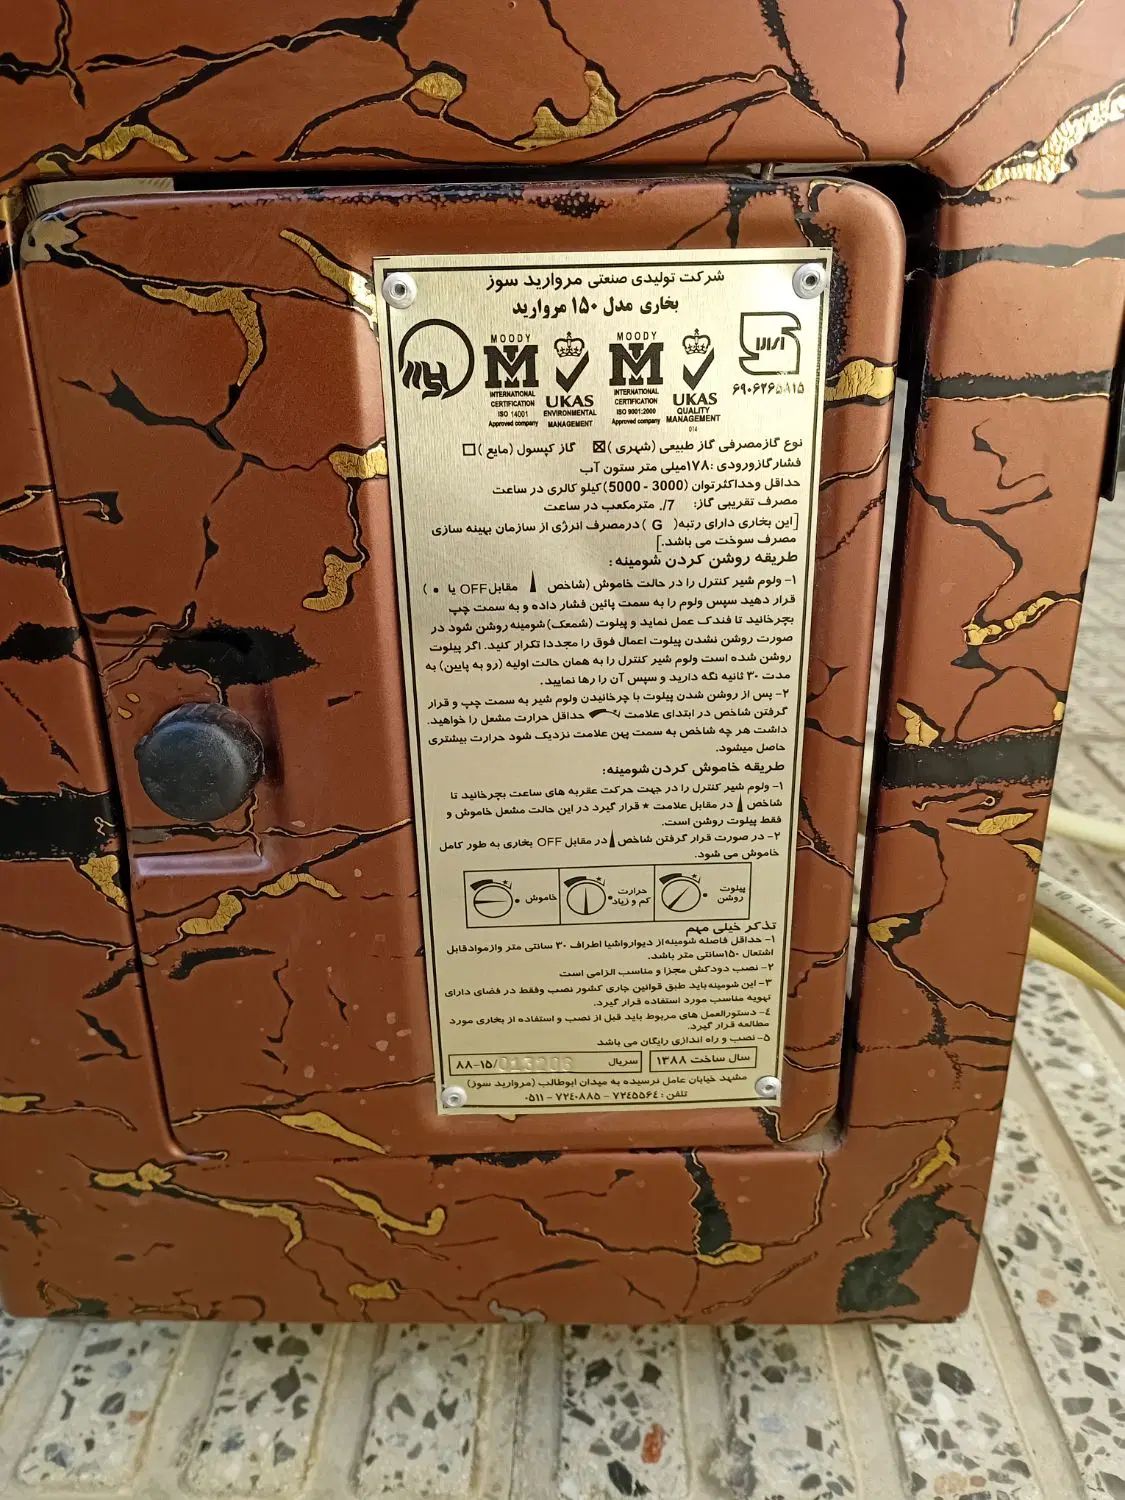 شرکت تولیدی صنعتی مروارید سوز
بخاری مدل ۱۵۰ مروارید
MOODY
INTERNATIONAL
CERTIFICATION
ISO 14001
Approved company
UKAS
ENVIRONMENTAL
MANAGEMENT
MOODY
INTERNATIONAL
CERTIFICATION
ISO 9001:2000
Approved company
UKAS
QUALITY
MANAGEMENT
014
۶۹۰۶۲۶۵۸۱۵
نوع گازمصرفی گاز طبیعی (شهری ) گاز کپسول (مایع )
فشارگازورودی :۱۷۸میلی متر ستون آب
حداقل وحداکثرتوان (3000 - 5000)کیلو کالری در ساعت
مصرف تقریبی گاز: 7/. مترمکعب در ساعت
[این بخاری دارای رتبه( G ) درمصرف انرژی از سازمان بهینه سازی
مصرف سوخت می باشد.]
طریقه روشن کردن شومینه:
۱- ولوم شیر کنترل را در حالت خاموش (شاخص مقابل OFF یا ● )
قرار دهید سپس ولوم را به سمت پائین فشار داده و به سمت چپ
بچرخانید تا فندک عمل نماید و پیلوت (شمعک) شومینه روشن شود در
صورت روشن نشدن پیلوت اعمال فوق را مجددا تکرار کنید. اگر پیلوت
روشن شده است ولوم شیر کنترل را به همان حالت اولیه (رو به پایین) به
مدت ۳۰ ثانیه نگه دارید و سپس آن را رها نمایید.
۲- پس از روشن شدن پیلوت با چرخانیدن ولوم شیر به سمت چپ و قرار
گرفتن شاخص در ابتدای علامت حداقل حرارت مشعل را خواهید.
داشت هر چه شاخص به سمت پهن علامت نزدیک شود حرارت بیشتری
حاصل میشود.
طریقه خاموش کردن شومینه:
۱- ولوم شیر کنترل را در جهت حرکت عقربه های ساعت بچرخانید تا
شاخص در مقابل علامت * قرار گیرد در این حالت مشعل خاموش و
فقط پیلوت روشن است.
۲- در صورت قرار گرفتن شاخص در مقابل OFF بخاری به طور کامل
خاموش می شود.
پیلوت روشن
حرارت کم و زیاد
خاموش
تذکر خیلی مهم
۱- حداقل فاصله شومینه از دیوارواشیا اطراف ۳۰ سانتی متر وازموادقابل
اشتعال ۱۵۰سانتی متر باشد.
۲- نصب دودکش مجزا و مناسب الزامی است
۳- این شومینه باید طبق قوانین جاری کشور نصب وفقط در فضای دارای
تهویه مناسب مورد استفاده قرار گیرد.
٤- دستورالعمل های مربوط باید قبل از نصب و استفاده از بخاری مورد
مطالعه قرار گیرد.
۵- نصب و راه اندازی رایگان می باشد
سال ساخت ۱۳۸۸
سریال ۸۸-۱۵/
مشهد خیابان عامل نرسیده به میدان ابوطالب (مروارید سوز)
تلفن : ۷۲٤۵۵۶٤ - ۷۲٤۰۸۸۵ - ۰۵۱۱